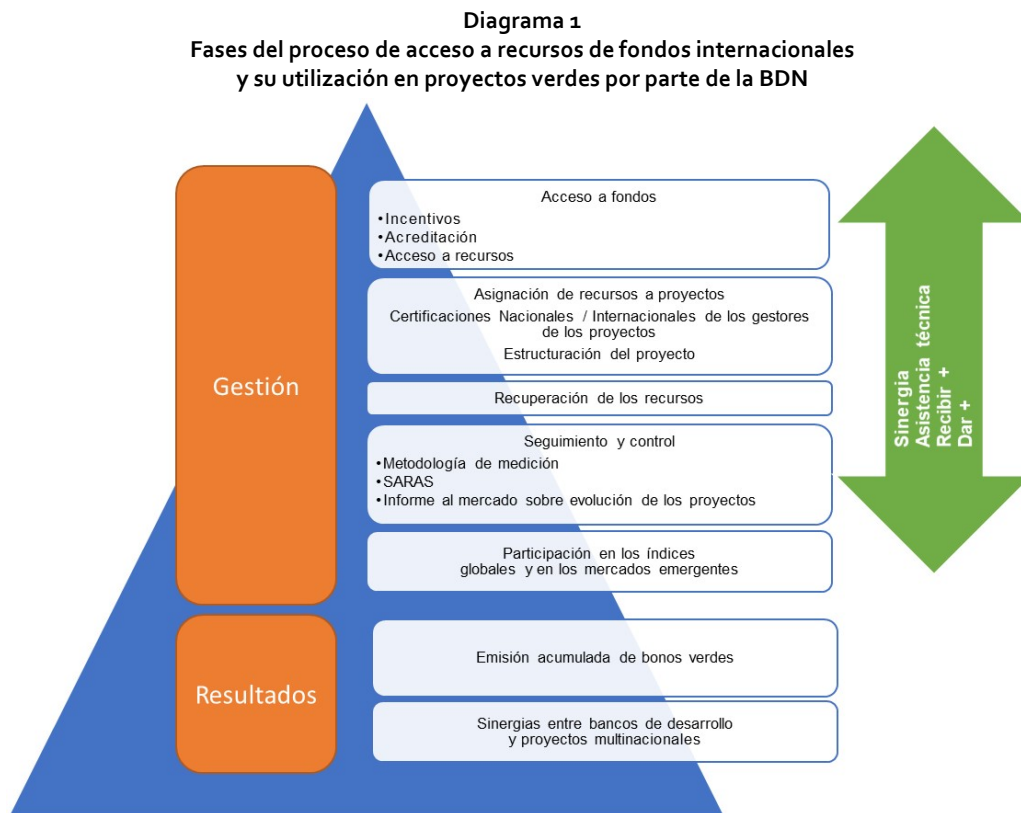 Diagrama 1
Fases del proceso de acceso a recursos de fondos internacionales
y su utilización en proyectos verdes por parte de la BDN
Gestión
Acceso a fondos
•Incentivos
•Acreditación
•Acceso a recursos
Asignación de recursos a proyectos
Certificaciones Nacionales / Internacionales de los gestores
de los proyectos
Estructuración del proyecto
Recuperación de los recursos
Seguimiento y control
•Metodología de medición
•SARAS
•Informe al mercado sobre evolución de los proyectos
Participación en los índices
globales y en los mercados emergentes
Resultados
Emisión acumulada de bonos verdes
Sinergias entre bancos de desarrollo
y proyectos multinacionales
Sinergia
Asistencia técnica
Recibir +
Dar +